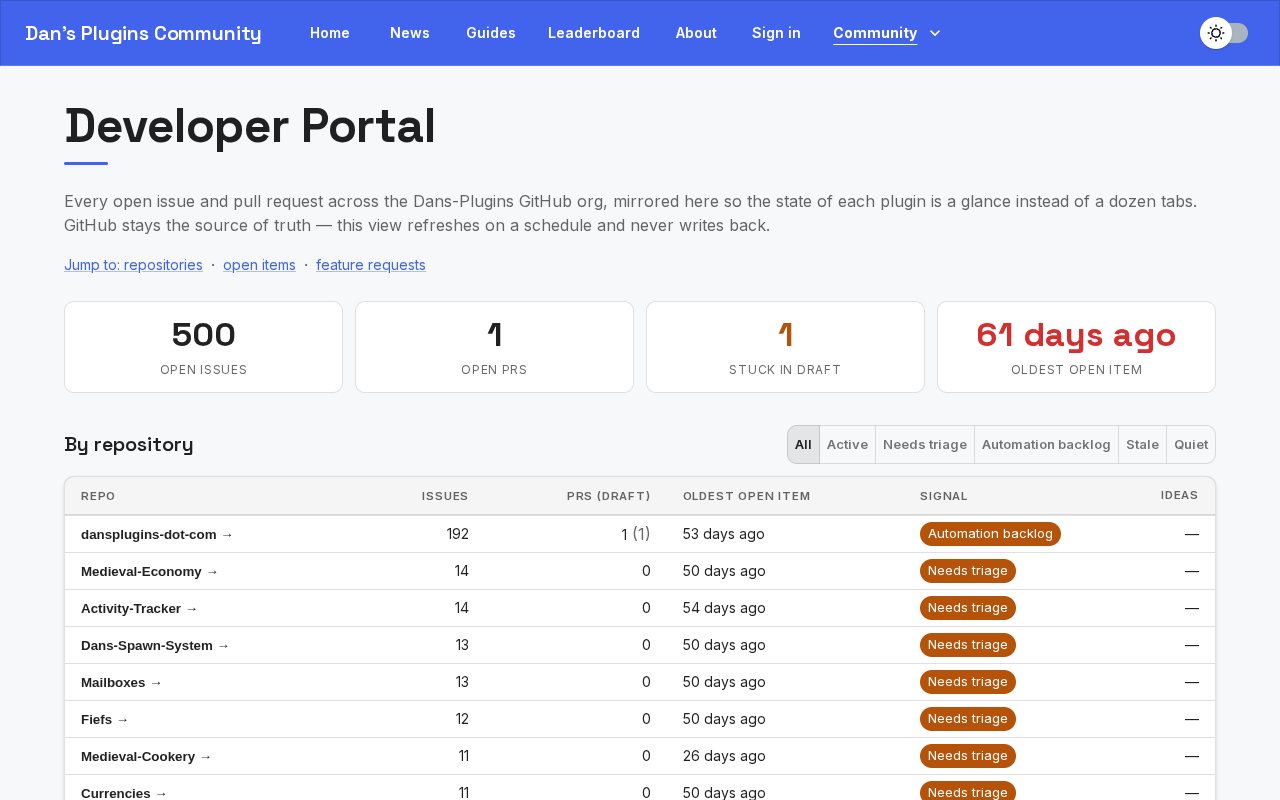 Dan's Plugins Community Home News Guides Leaderboard About Sign in Community
Developer Portal
Every open issue and pull request across the Dans-Plugins GitHub org, mirrored here so the state of each plugin is a glance instead of a dozen tabs.
GitHub stays the source of truth — this view refreshes on a schedule and never writes back.
Jump to: repositories · open items · feature requests
500 1 1 61 days ago
OPEN ISSUES OPEN PRS STUCK IN DRAFT OLDEST OPEN ITEM
By repository All Active Needs triage Automation backlog Stale Quiet
REPO ISSUES PRS (DRAFT) OLDEST OPEN ITEM SIGNAL IDEAS
dansplugins-dot-com → 192 1 (1) 53 days ago Automation backlog —
Medieval-Economy → 14 0 50 days ago Needs triage —
Activity-Tracker → 14 0 54 days ago Needs triage —
Dans-Spawn-System → 13 0 50 days ago Needs triage —
Mailboxes → 13 0 50 days ago Needs triage —
Fiefs → 12 0 50 days ago Needs triage —
Medieval-Cookery → 11 0 26 days ago Needs triage —
Currencies → 11 0 50 days ago Needs triage —